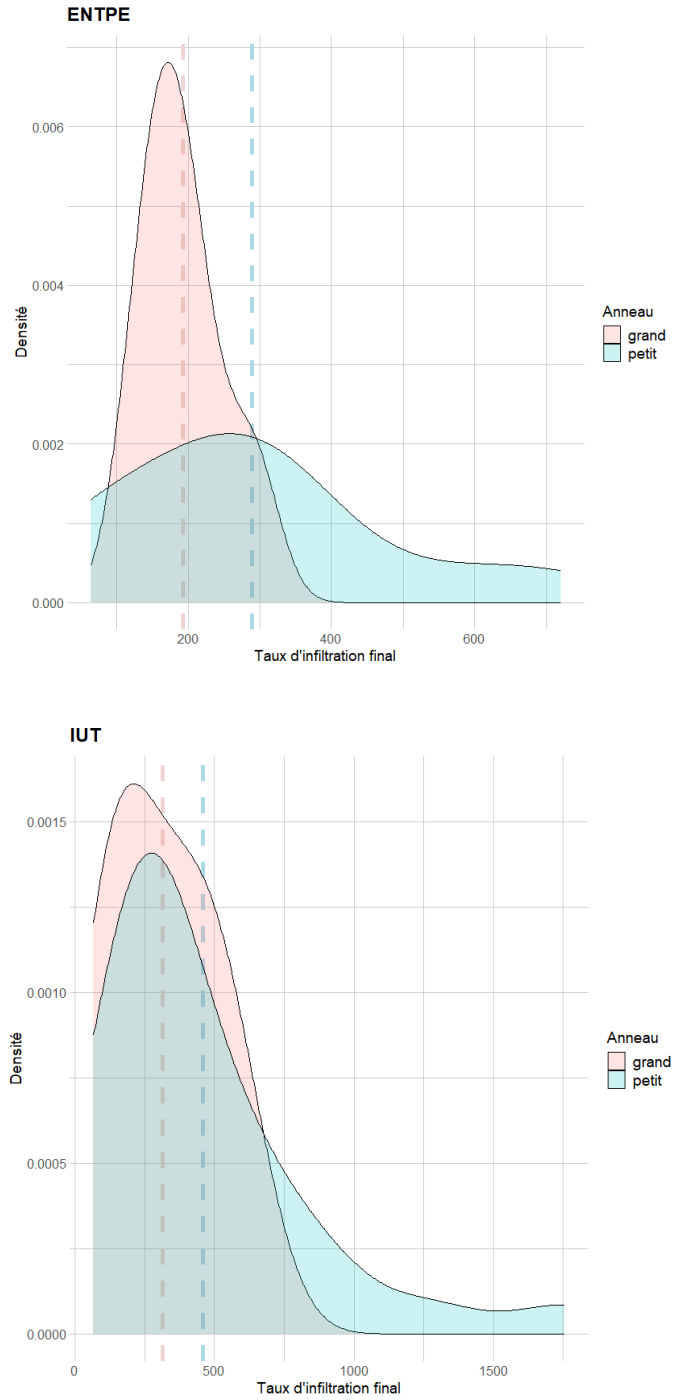 ENTPE
0.006
0.004
0.002
0.000
Densité
200
400
600
Taux d'infiltration final
Anneau
grand
petit
IUT
0.0015
0.0010
0.0005
0.0000
Densité
0
500
1000
1500
Taux d'infiltration final
Anneau
grand
petit